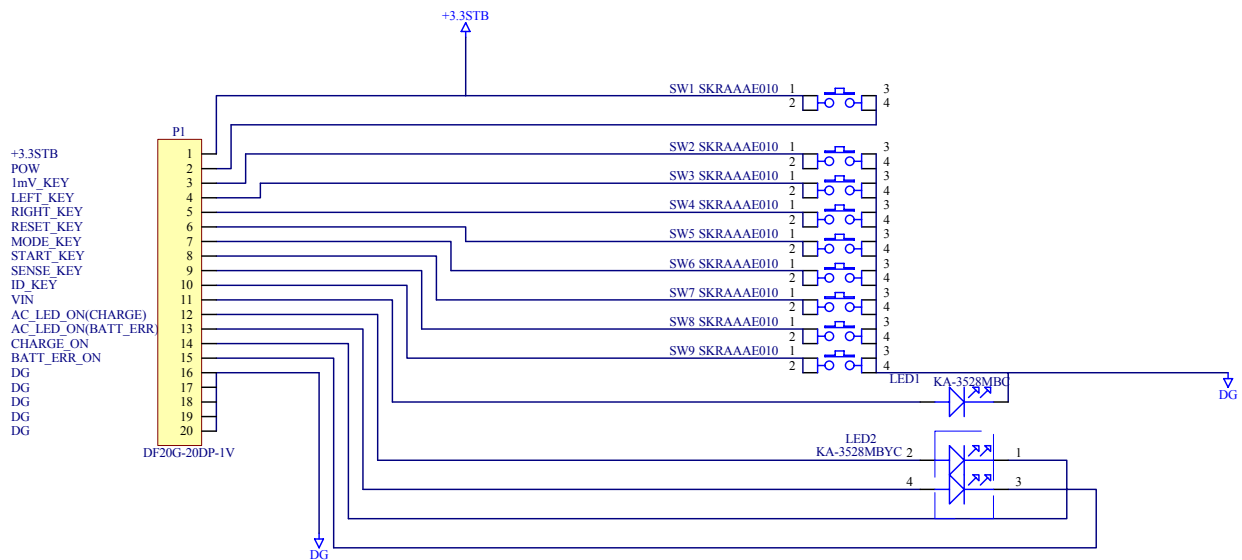 +3.3STB
SW1 SKRAAAE010 1 3
2 4
P1
+3.3STB 1 SW2 SKRAAAE010 1 3
POW 2 2 4
1mV_KEY 3 SW3 SKRAAAE010 1 3
LEFT_KEY 4 2 4
RIGHT_KEY 5 SW4 SKRAAAE010 1 3
RESET_KEY 6 2 4
MODE_KEY 7 SW5 SKRAAAE010 1 3
START_KEY 8 2 4
SENSE_KEY 9 SW6 SKRAAAE010 1 3
ID_KEY 10 2 4
VIN 11 SW7 SKRAAAE010 1 3
AC_LED_ON(CHARGE) 12 2 4
AC_LED_ON(BATT_ERR) 13 SW8 SKRAAAE010 1 3
CHARGE_ON 14 2 4
BATT_ERR_ON 15 SW9 SKRAAAE010 1 3
DG 16 2 4
LED1 KA-3528MBC
DG 17 DG
DG 18
DG 19
DG 20
LED2
DF20G-20DP-1V KA-3528MBYC 2 1
4 3
DG